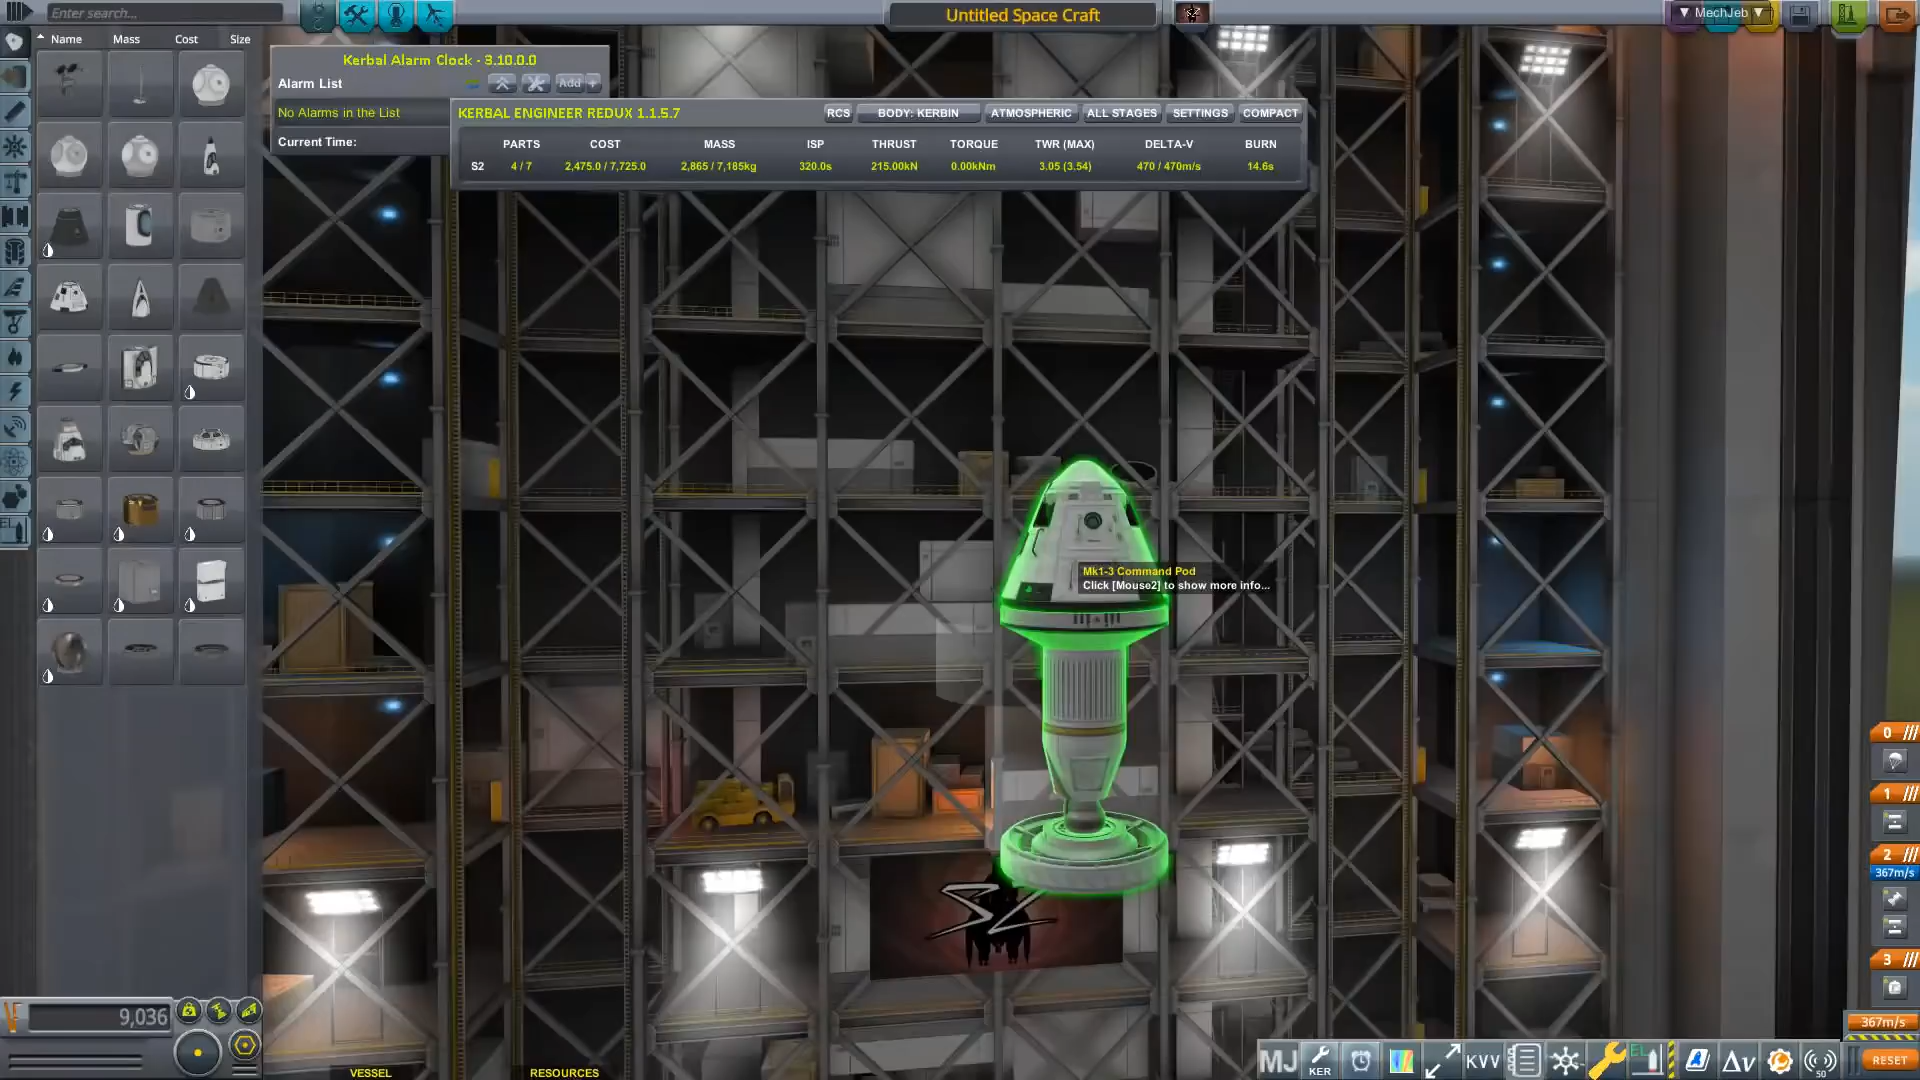 Enter search...
Untitled Space Craft
▼ MechJeb ▼
Name Mass Cost Size
Kerbal Alarm Clock - 3.10.0.0
Alarm List
Add +
No Alarms in the List
Current Time:
KERBAL ENGINEER REDUX 1.1.5.7
RCS BODY: KERBIN ATMOSPHERIC ALL STAGES SETTINGS COMPACT
PARTS COST MASS ISP THRUST TORQUE TWR (MAX) DELTA-V BURN
S2 4 / 7 2,475.0 / 7,725.0 2,865 / 7,185kg 320.0s 215.00kN 0.00kNm 3.05 (3.54) 470 / 470m/s 14.6s
EL
Mk1-3 Command Pod
Click [Mouse2] to show more info...
0
1
2
367m/s
3
9,036
367m/s
MJ KER KVV EL Δv 50 RESET
VESSEL RESOURCES